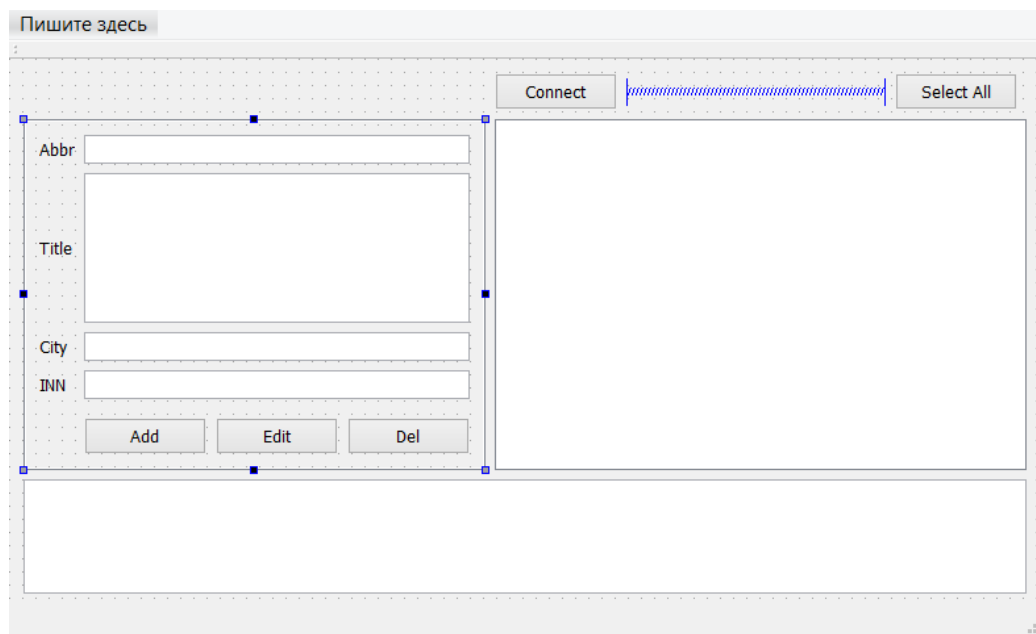 Пишите здесь
Connect
Select All
Abbr
Title
City
INN
Add Edit Del